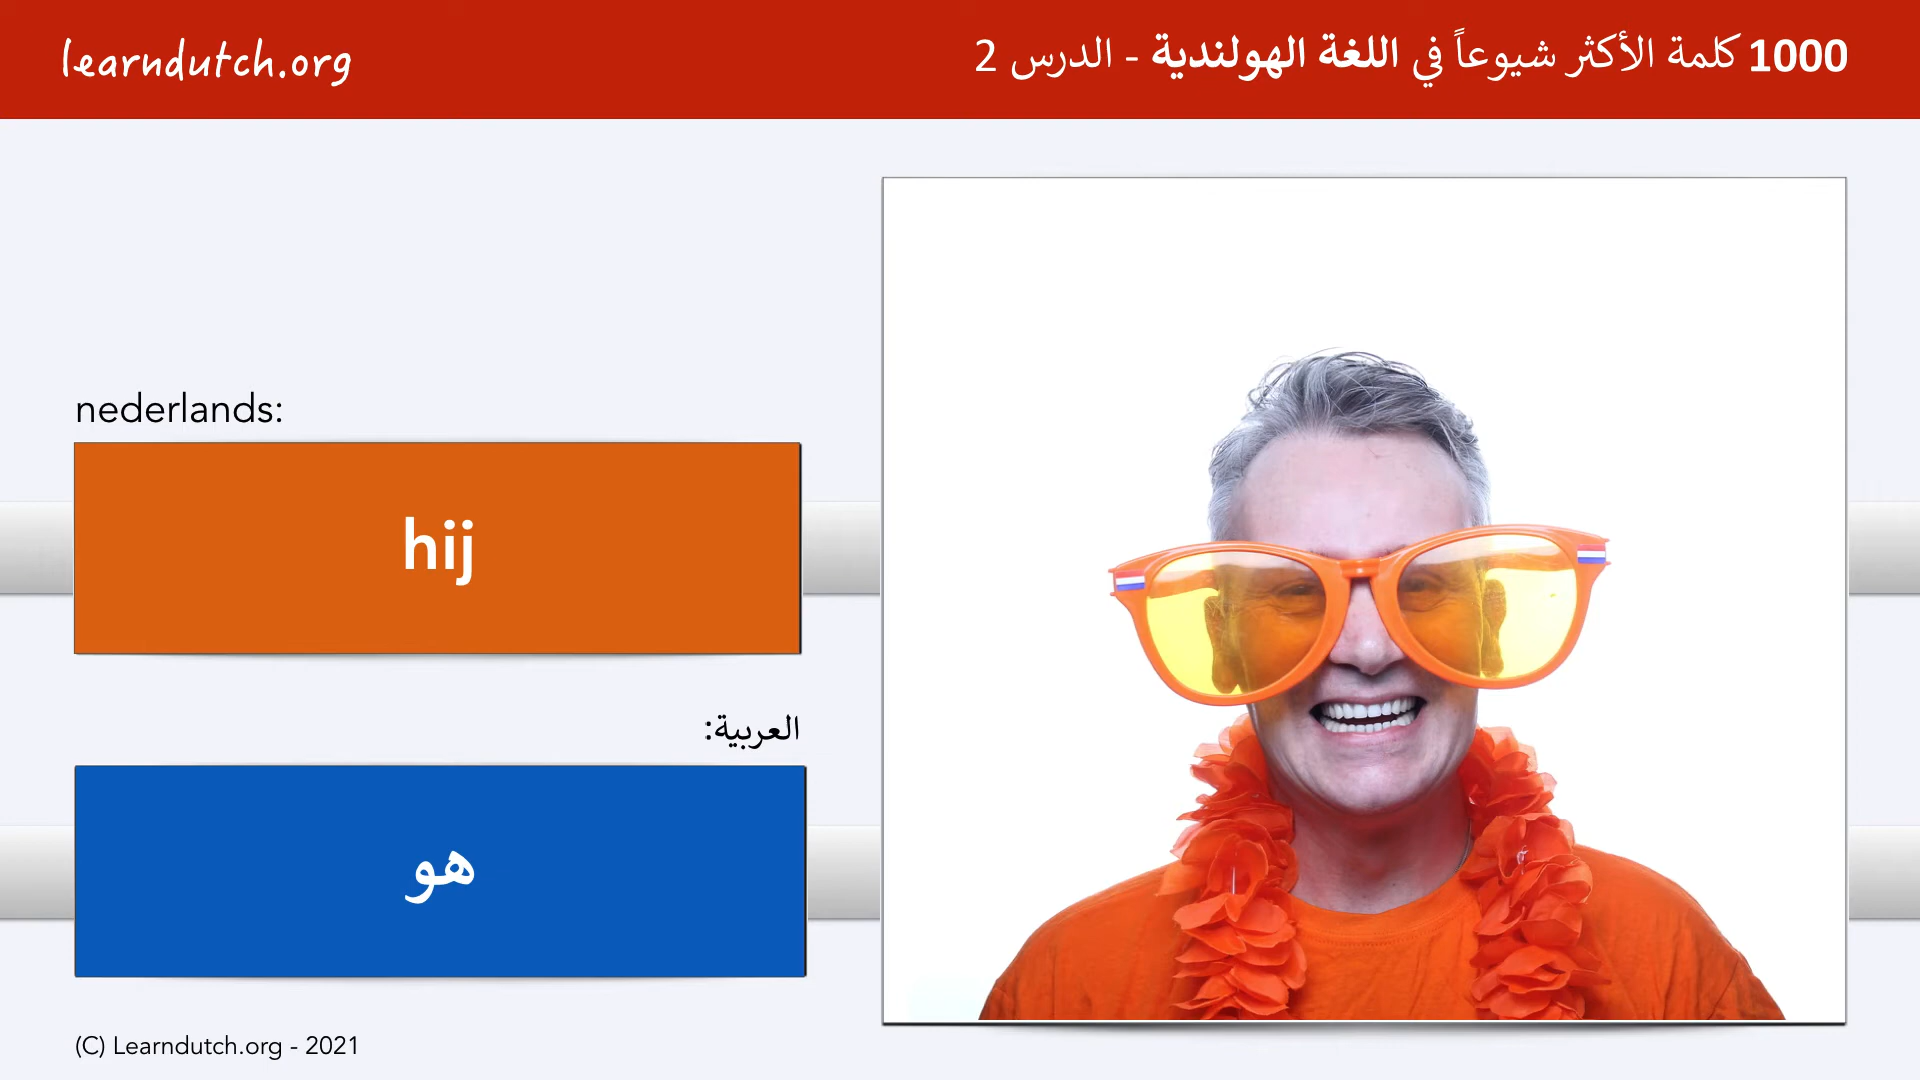 learndutch.org
1000 كلمة الأكثر شيوعاً في اللغة الهولندية - الدرس 2
nederlands:
hij
العربية:
هو
(C) Learndutch.org - 2021